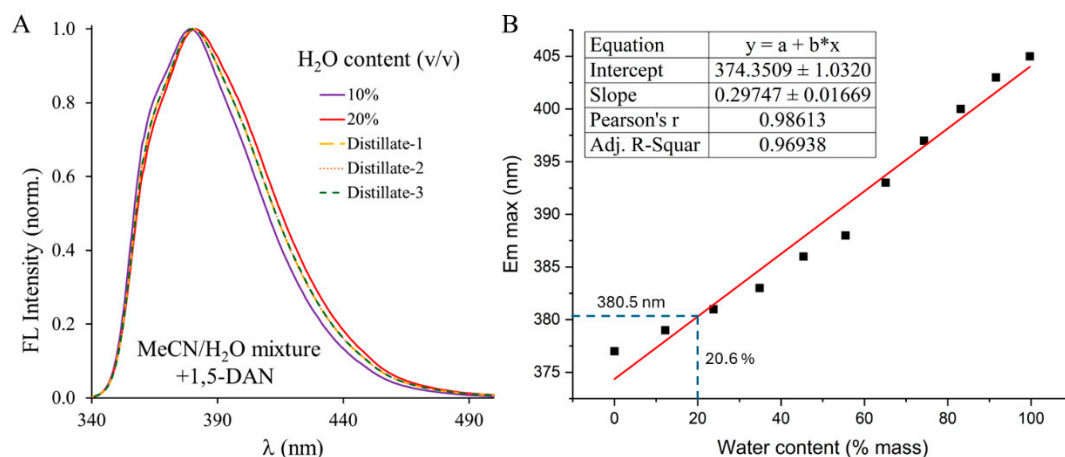 A
FL Intensity (norm.)
1.0
0.8
0.6
0.4
0.2
0.0
H₂O content (v/v)
10%
20%
Distillate-1
Distillate-2
Distillate-3
MeCN/H₂O mixture
+1,5-DAN
340 390 440 490
λ (nm)
B
Em max (nm)
405
400
395
390
385
380
375
Equation y = a + b*x
Intercept 374.3509 ± 1.0320
Slope 0.29747 ± 0.01669
Pearson's r 0.98613
Adj. R-Squar 0.96938
380.5 nm
20.6 %
0 20 40 60 80 100
Water content (% mass)